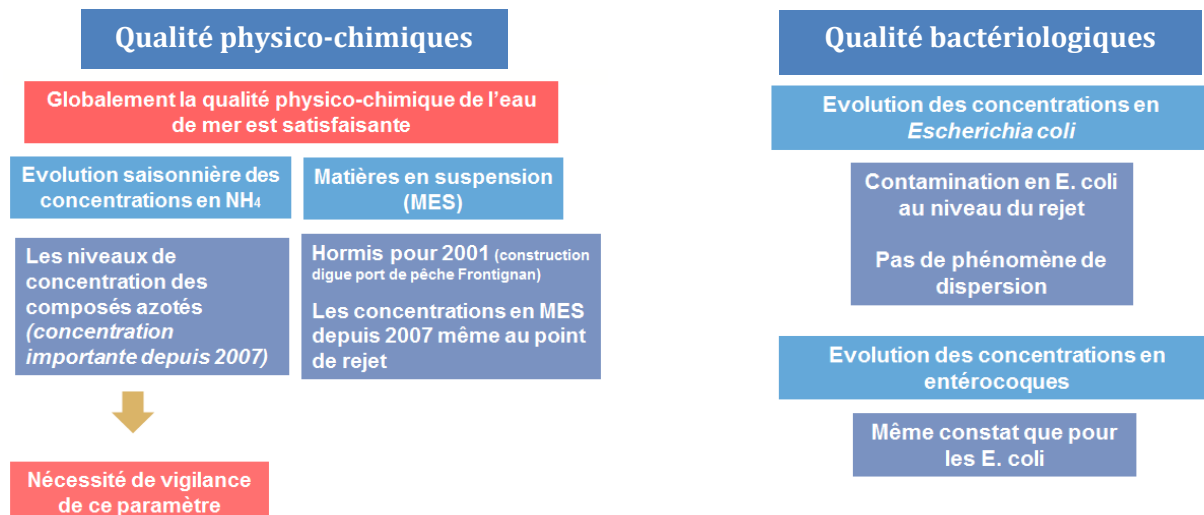 Qualité physico-chimiques
Globalement la qualité physico-chimique de l'eau
de mer est satisfaisante
Evolution saisonnière des
concentrations en NH4
Les niveaux de
concentration des
composés azotés
(concentration
importante depuis 2007)
Nécessité de vigilance
de ce paramètre
Matières en suspension
(MES)
Hormis pour 2001 (construction
digue port de pêche Frontignan)
Les concentrations en MES
depuis 2007 même au point
de rejet
Qualité bactériologiques
Evolution des concentrations en
Escherichia coli
Contamination en E. coli
au niveau du rejet
Pas de phénomène de
dispersion
Evolution des concentrations en
entérocoques
Même constat que pour
les E. coli